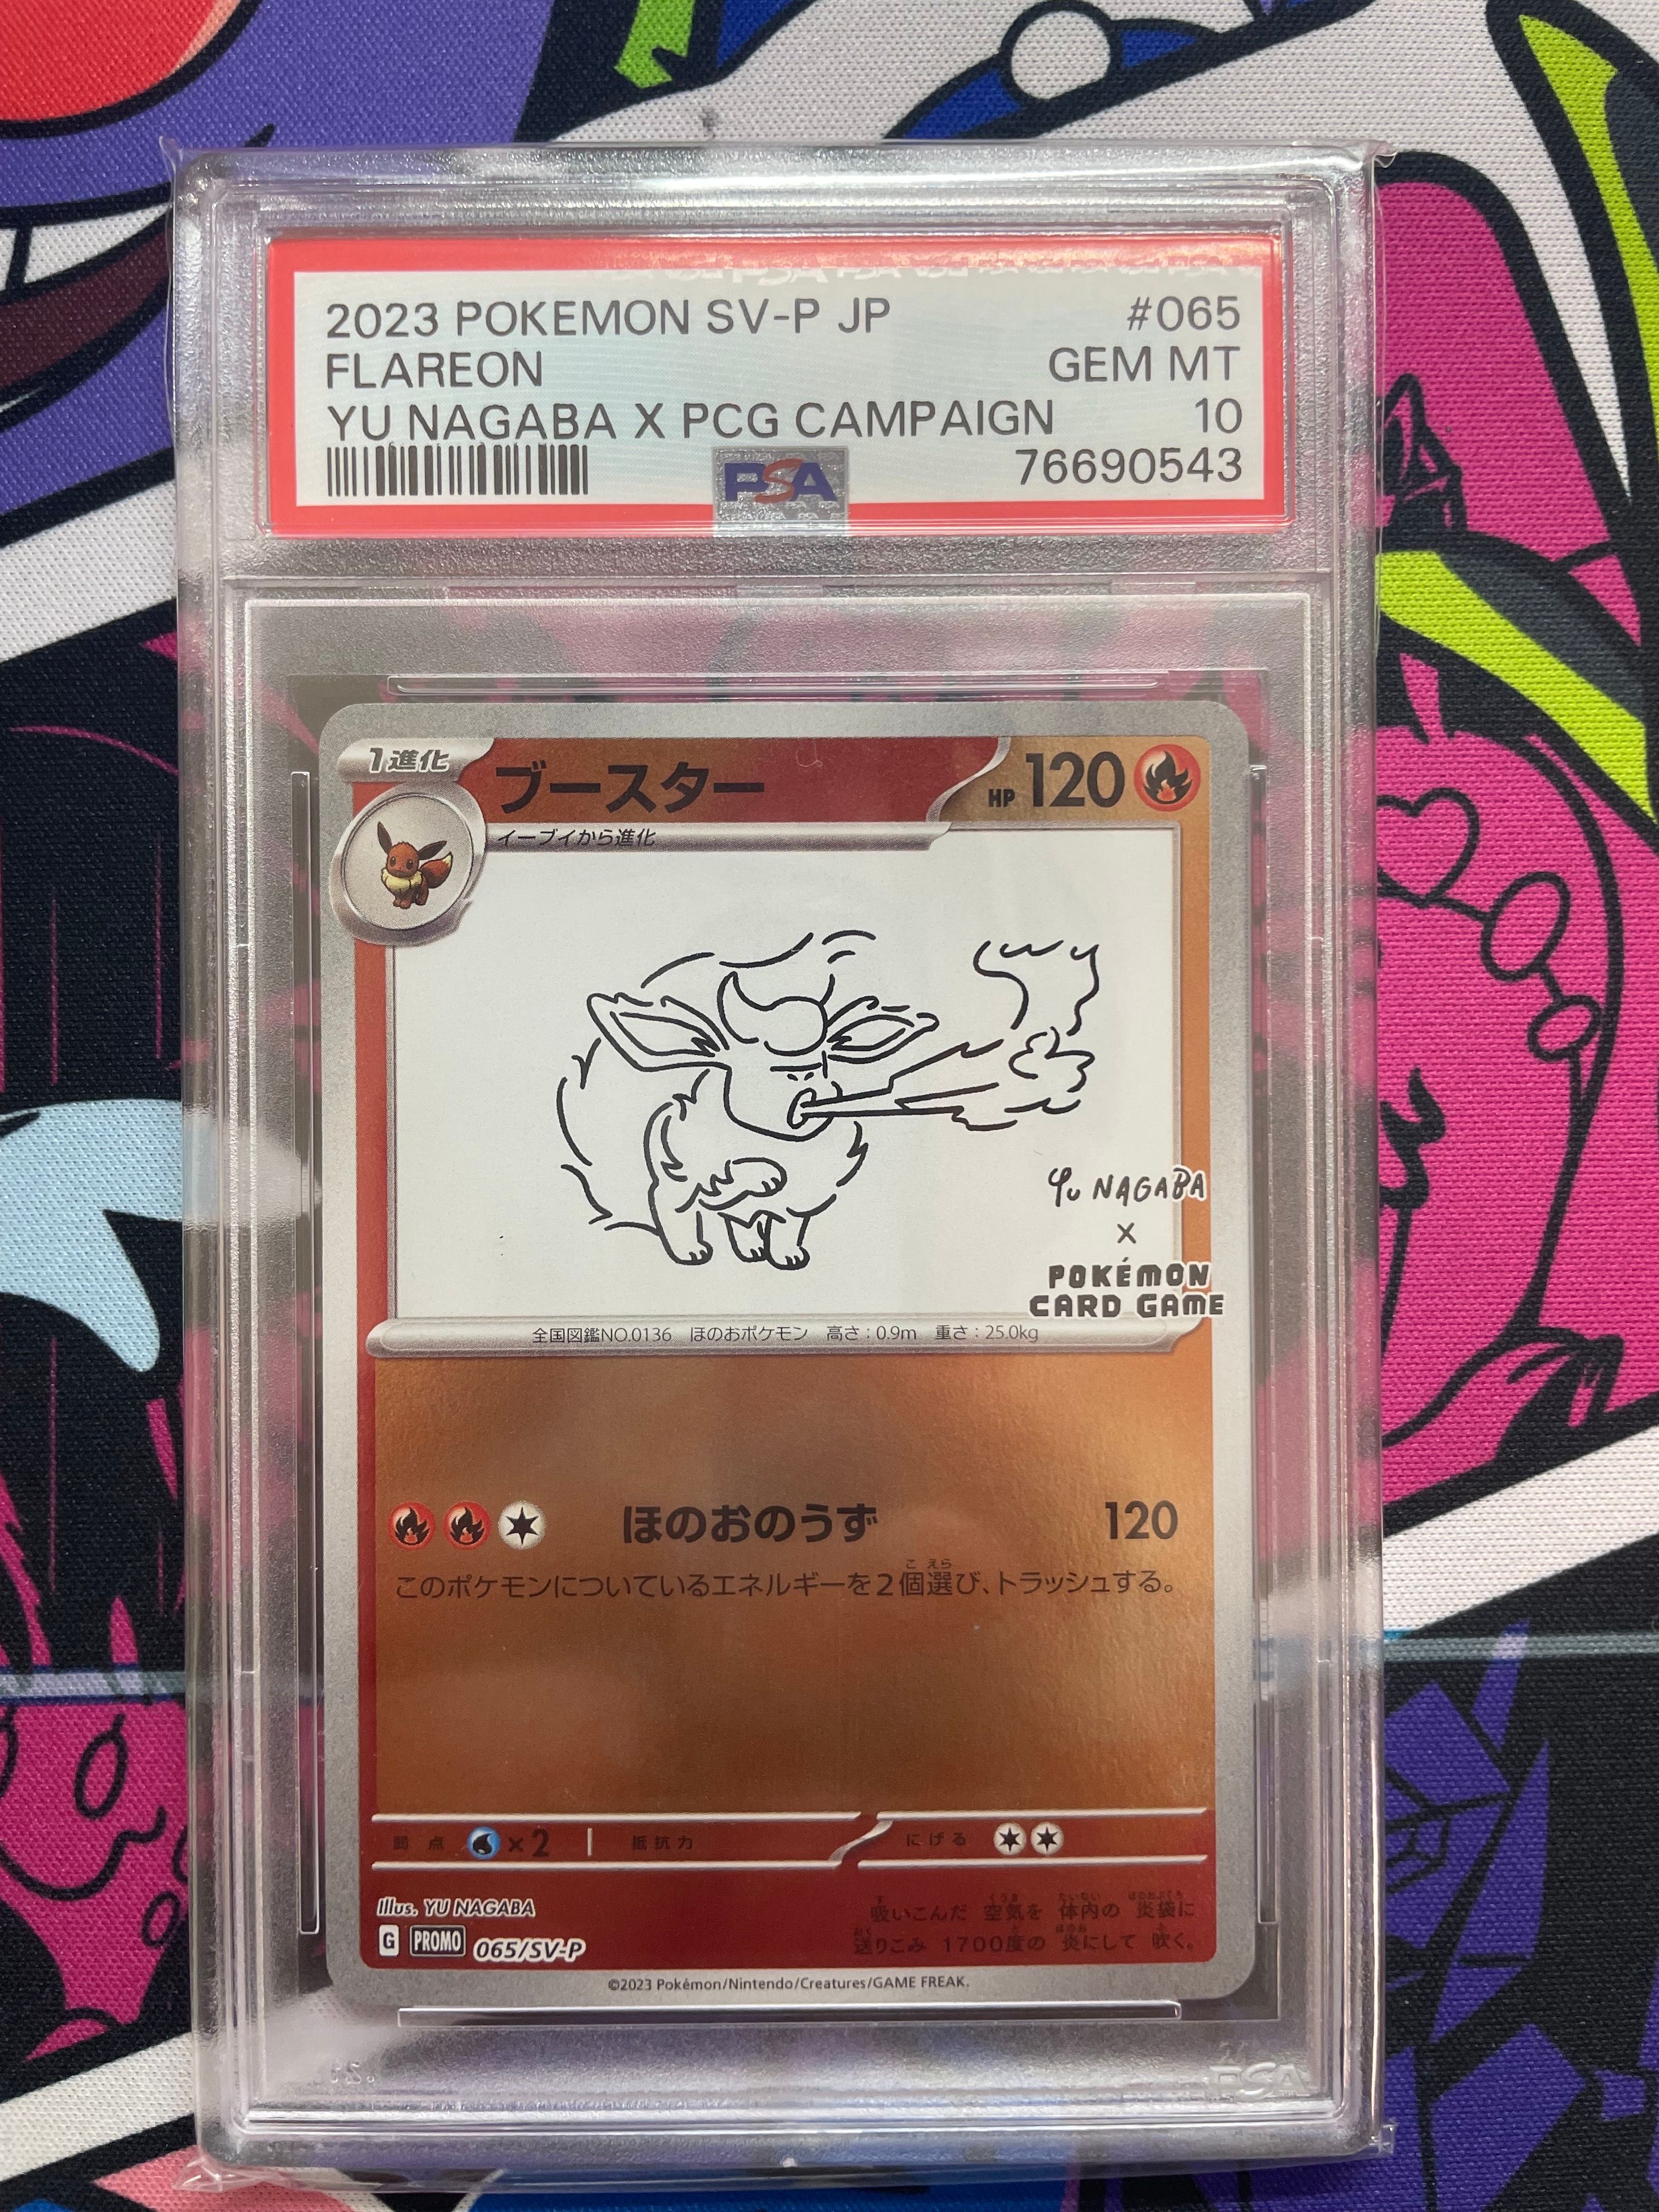 2023 POKEMON SV-P JP #065
FLAREON GEM MT
YU NAGABA X PCG CAMPAIGN 10
PSA 76690543
1進化 ブースター HP 120
イーブイから進化
YU NAGABA
×
POKÉMON
CARD GAME
全国図鑑NO.0136 ほのおポケモン 高さ:0.9m 重さ:25.0kg
ほのおのうず 120
このポケモンについているエネルギーを2個選び、トラッシュする。
弱点 ×2 抵抗力 にげる
Illus. YU NAGABA
吸いこんだ 空気を 体内の 炎袋に
送りこみ 1700度の 炎にして 吹く。
G PROMO 065/SV-P
©2023 Pokémon/Nintendo/Creatures/GAME FREAK.
PSA